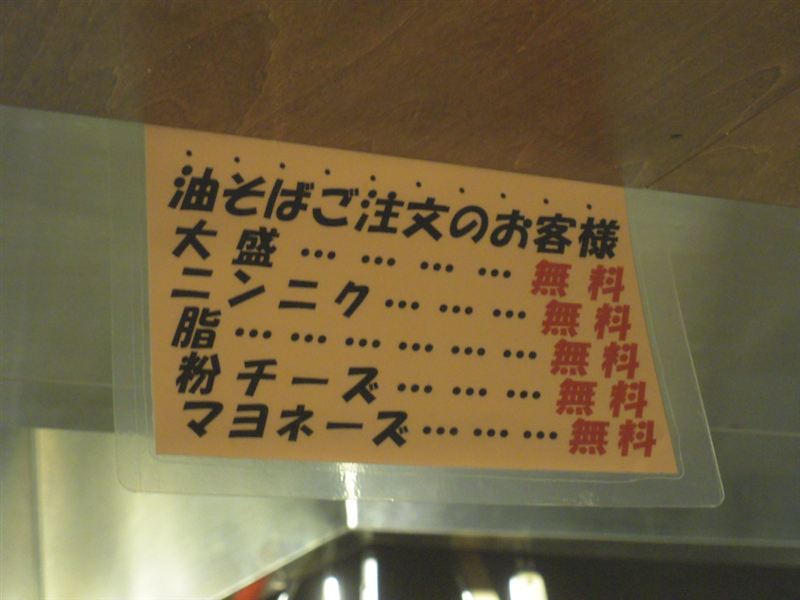 油そばご注文のお客様
大盛… … … …無料
ニンニク… … …無料
脂… … … … … …無料
粉チーズ… … …無料
マヨネーズ… … …無料